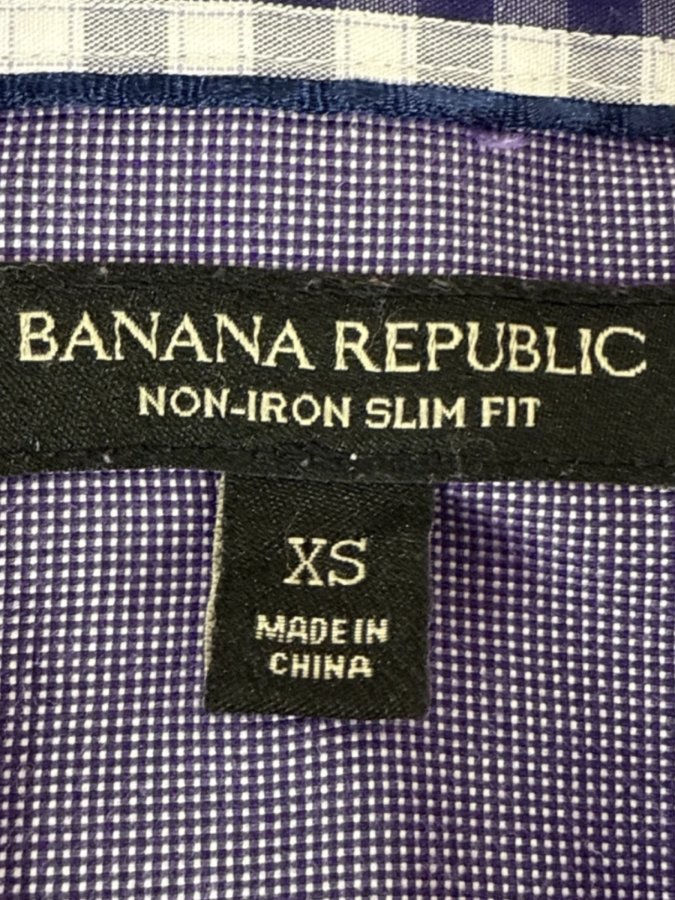 BANANA REPUBLIC
NON-IRON SLIM FIT
XS
MADE IN
CHINA